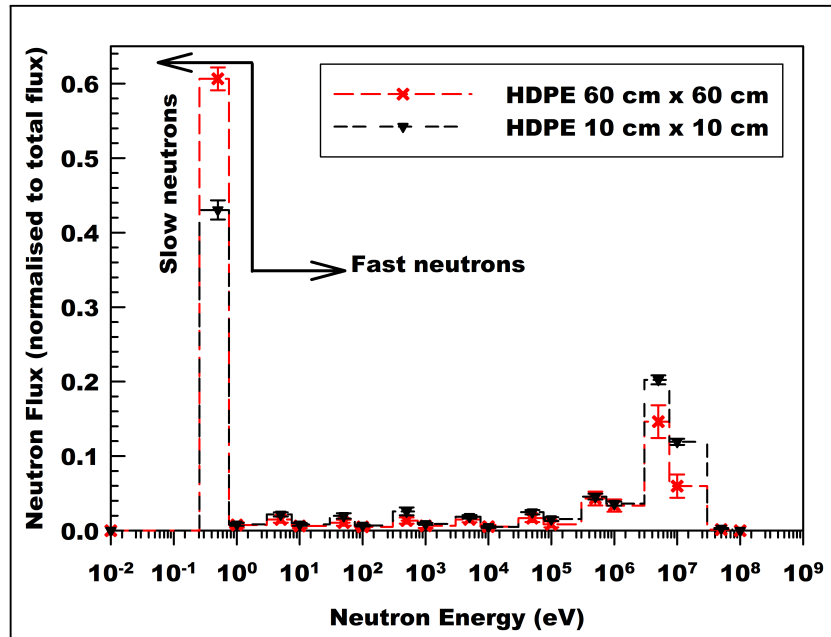 Neutron Flux (normalised to total flux)
0.6
0.5
0.4
0.3
0.2
0.1
0.0
HDPE 60 cm x 60 cm
HDPE 10 cm x 10 cm
Slow neutrons
Fast neutrons
10-2 10-1 100 101 102 103 104 105 106 107 108 109
Neutron Energy (eV)